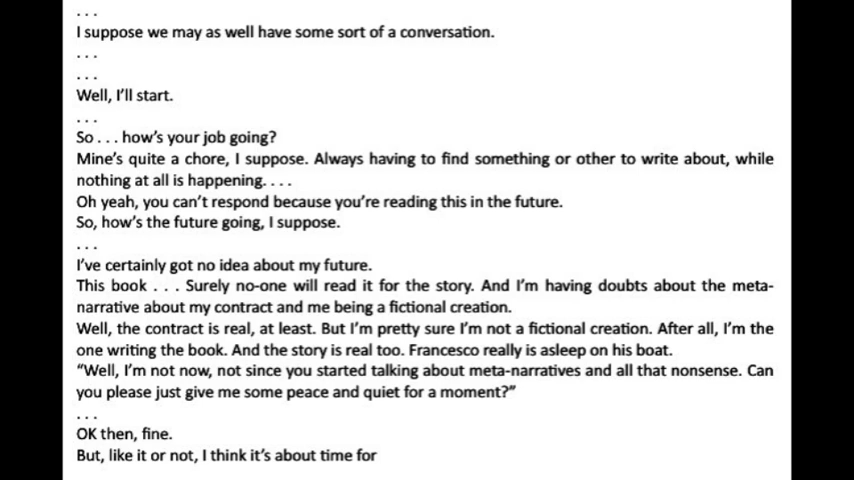 . . .
I suppose we may as well have some sort of a conversation.
. . .
. . .
Well, I’ll start.
. . .
So . . . how’s your job going?
Mine’s quite a chore, I suppose. Always having to find something or other to write about, while
nothing at all is happening. . . .
Oh yeah, you can’t respond because you’re reading this in the future.
So, how’s the future going, I suppose.
. . .
I’ve certainly got no idea about my future.
This book . . . Surely no-one will read it for the story. And I’m having doubts about the meta-
narrative about my contract and me being a fictional creation.
Well, the contract is real, at least. But I’m pretty sure I’m not a fictional creation. After all, I’m the
one writing the book. And the story is real too. Francesco really is asleep on his boat.
“Well, I’m not now, not since you started talking about meta-narratives and all that nonsense. Can
you please just give me some peace and quiet for a moment?”
. . .
OK then, fine.
But, like it or not, I think it’s about time for